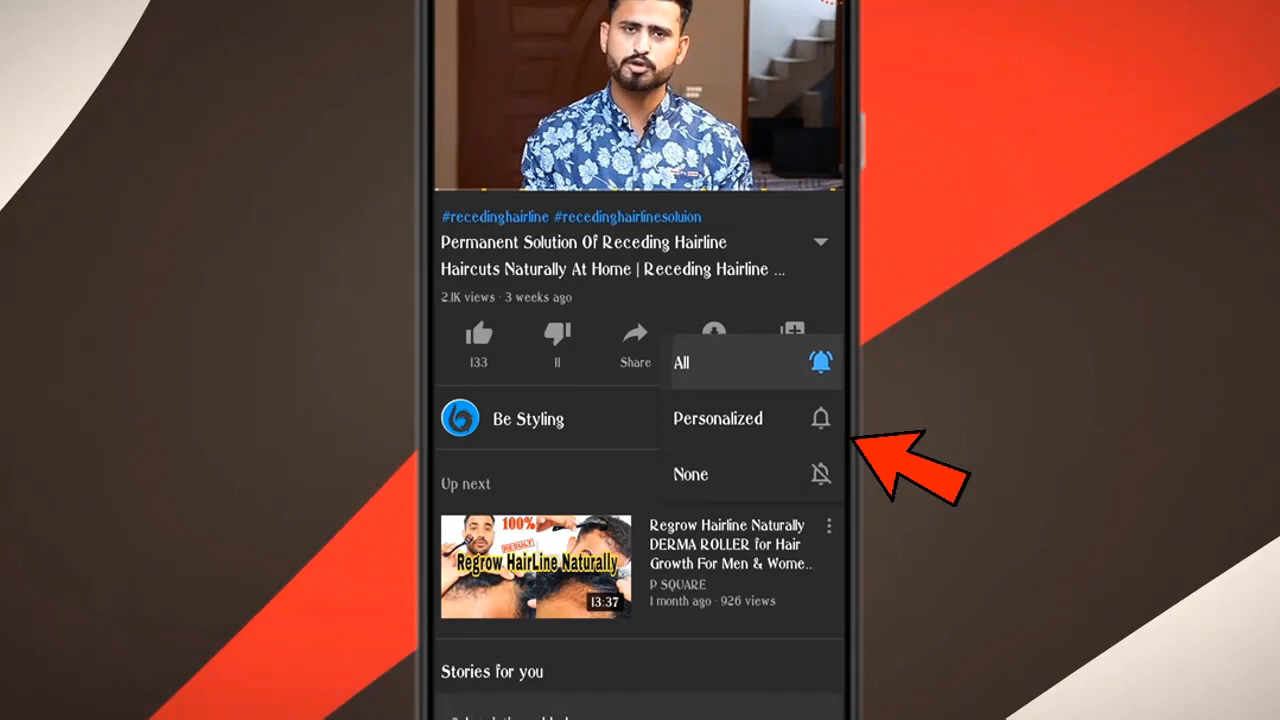 #recedinghairline #recedinghairlinesoluion
Permanent Solution Of Receding Hairline
Haircuts Naturally At Home | Receding Hairline ...
2.1K views · 3 weeks ago
133
11
Share
All
Personalized
None
Be Styling
Up next
100%
RESULT
Regrow HairLine Naturally
13:37
Regrow Hairline Naturally
DERMA ROLLER for Hair
Growth For Men & Wome..
P SQUARE
1 month ago · 926 views
Stories for you